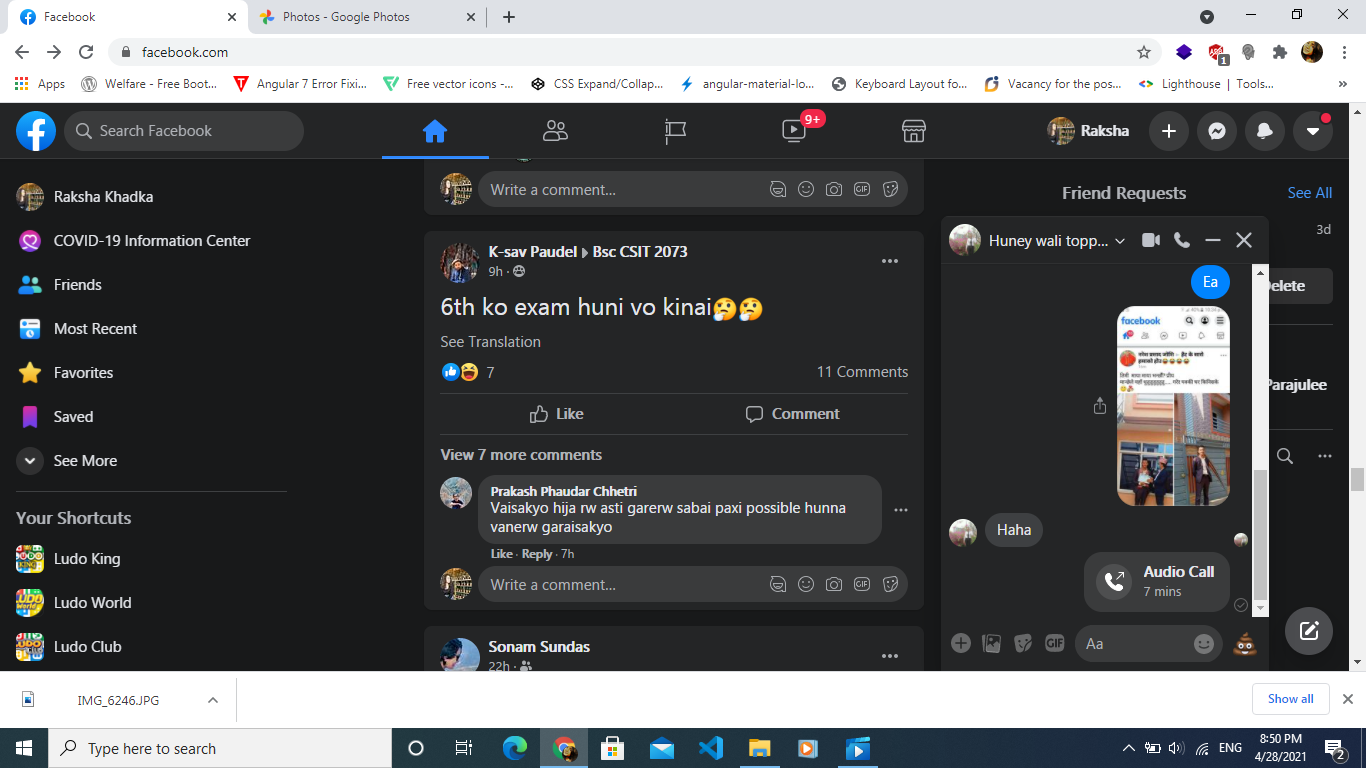 Facebook
Photos - Google Photos
facebook.com
1
Apps
Welfare - Free Boot...
Angular 7 Error Fixi...
Free vector icons -...
CSS Expand/Collap...
angular-material-lo...
Keyboard Layout fo...
Vacancy for the pos...
Lighthouse | Tools...
Search Facebook
9+
Raksha
Raksha Khadka
COVID-19 Information Center
Friends
Most Recent
Favorites
Saved
See More
Your Shortcuts
Ludo King
Ludo World
Ludo Club
Write a comment...
GIF
K-sav Paudel Bsc CSIT 2073
9h ·
6th ko exam huni vo kinai🤔🤔
See Translation
7
11 Comments
Like
Comment
View 7 more comments
Prakash Phaudar Chhetri
Vaisakyo hija rw asti garerw sabai paxi possible hunna
vanerw garaisakyo
Like · Reply · 7h
Write a comment...
GIF
Sonam Sundas
22h ·
Friend Requests
See All
3d
Delete
Parajulee
Huney wali topp...
Ea
facebook
Haha
Audio Call
7 mins
GIF
Aa
IMG_6246.JPG
Show all
Type here to search
ENG
8:50 PM
4/28/2021
2